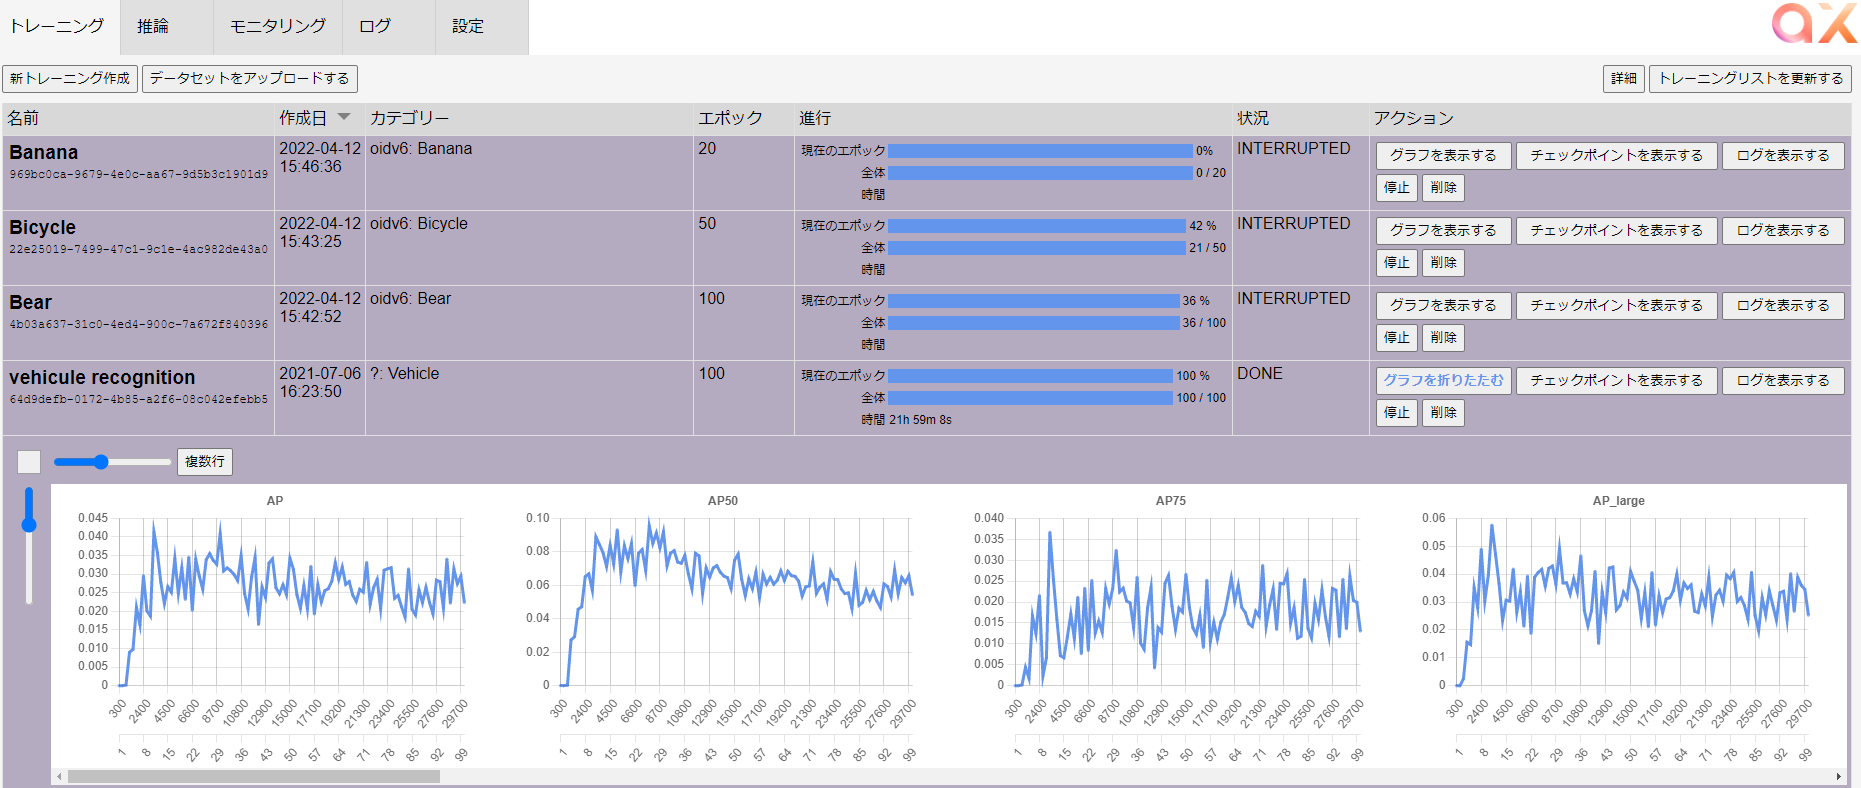 トレーニング 推論 モニタリング ログ 設定 ax
新トレーニング作成 データセットをアップロードする 詳細 トレーニングリストを更新する
名前 作成日 カテゴリー エポック 進行 状況 アクション
Banana 2022-04-12 oidv6: Banana 20 現在のエポック 0% INTERRUPTED グラフを表示する チェックポイントを表示する ログを表示する
969bc0ca-9679-4e0c-aa67-9d5b3c1901d9 15:46:36 全体 0 / 20 停止 削除
時間
Bicycle 2022-04-12 oidv6: Bicycle 50 現在のエポック 42 % INTERRUPTED グラフを表示する チェックポイントを表示する ログを表示する
22e25019-7499-47c1-9c1e-4ac982de43a0 15:43:25 全体 21 / 50 停止 削除
時間
Bear 2022-04-12 oidv6: Bear 100 現在のエポック 36 % INTERRUPTED グラフを表示する チェックポイントを表示する ログを表示する
4b03a637-31c0-4ed4-900c-7a672f840396 15:42:52 全体 36 / 100 停止 削除
時間
vehicule recognition 2021-07-06 ?: Vehicle 100 現在のエポック 100 % DONE グラフを折りたたむ チェックポイントを表示する ログを表示する
64d9defb-0172-4b85-a2f6-08c042efebb5 16:23:50 全体 100 / 100 停止 削除
時間 21h 59m 8s
複数行
AP
0.045
0.040
0.035
0.030
0.025
0.020
0.015
0.010
0.005
0
300 2400 4500 6600 8700 10800 12900 15000 17100 19200 21300 23400 25500 27600 29700
1 8 15 22 29 36 43 50 57 64 71 78 85 92 99
AP50
0.10
0.08
0.06
0.04
0.02
0
300 2400 4500 6600 8700 10800 12900 15000 17100 19200 21300 23400 25500 27600 29700
1 8 15 22 29 36 43 50 57 64 71 78 85 92 99
AP75
0.040
0.035
0.030
0.025
0.020
0.015
0.010
0.005
0
300 2400 4500 6600 8700 10800 12900 15000 17100 19200 21300 23400 25500 27600 29700
1 8 15 22 29 36 43 50 57 64 71 78 85 92 99
AP_large
0.06
0.05
0.04
0.03
0.02
0.01
0
300 2400 4500 6600 8700 10800 12900 15000 17100 19200 21300 23400 25500 27600 29700
1 8 15 22 29 36 43 50 57 64 71 78 85 92 99